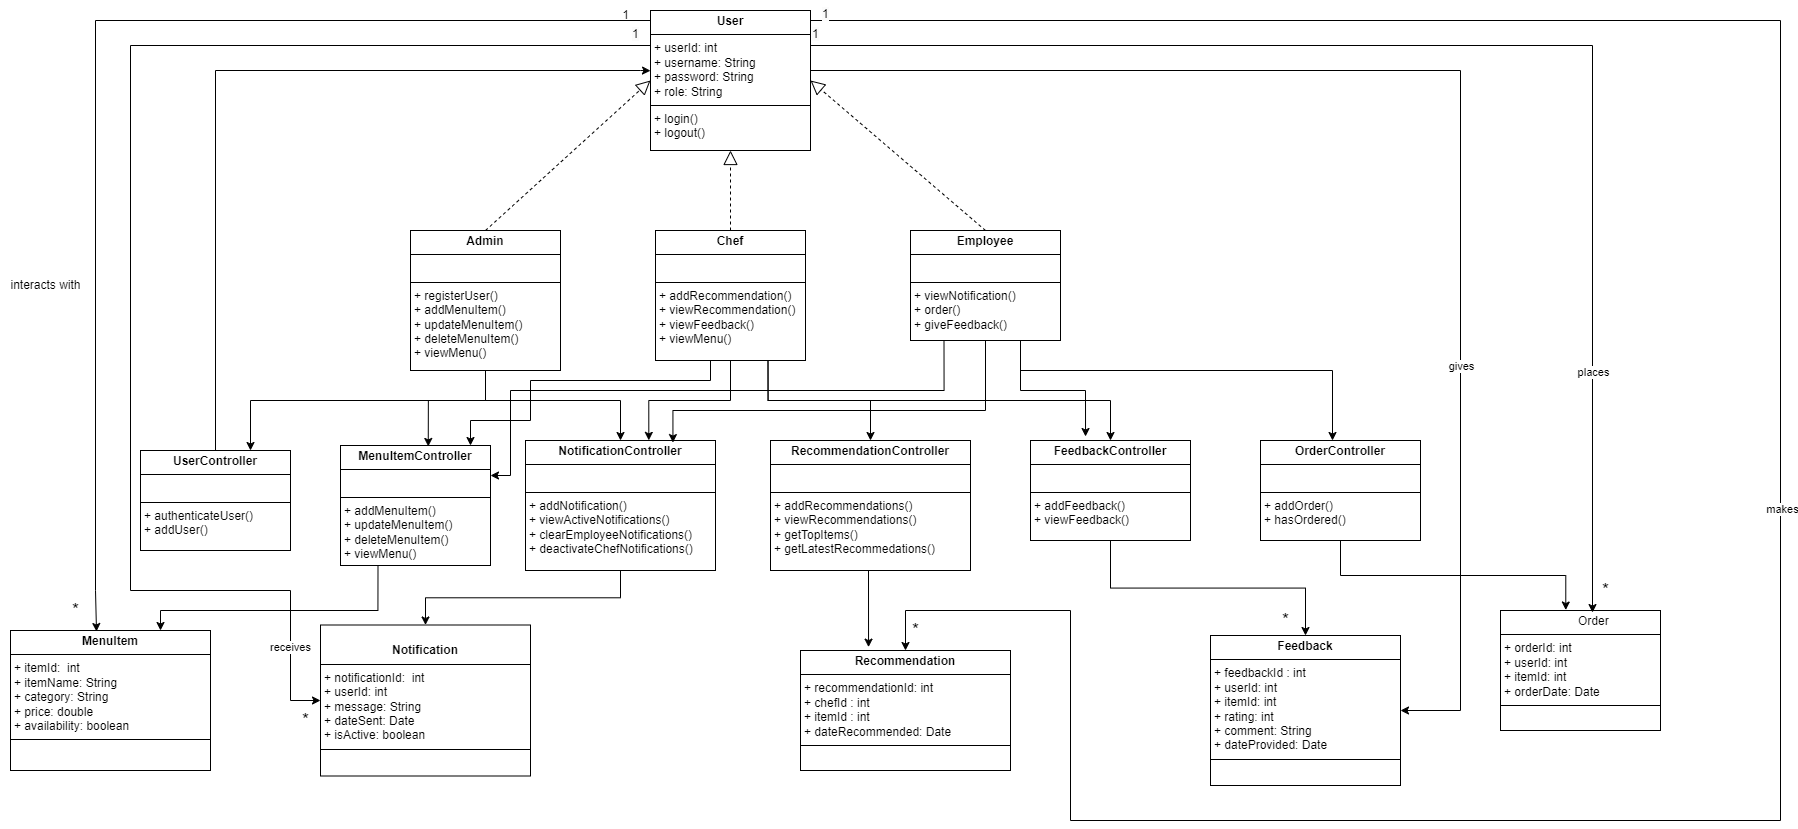 1
User
1
1
1
+ userId: int
+ username: String
+ password: String
+ role: String
+ login()
+ logout()
interacts with
Admin
+ registerUser()
+ addMenuItem()
+ updateMenuItem()
+ deleteMenuItem()
+ viewMenu()
Chef
+ addRecommendation()
+ viewRecommendation()
+ viewFeedback()
+ viewMenu()
Employee
+ viewNotification()
+ order()
+ giveFeedback()
gives
places
makes
UserController
+ authenticateUser()
+ addUser()
MenuItemController
+ addMenuItem()
+ updateMenuItem()
+ deleteMenuItem()
+ viewMenu()
NotificationController
+ addNotification()
+ viewActiveNotifications()
+ clearEmployeeNotifications()
+ deactivateChefNotifications()
RecommendationController
+ addRecommendations()
+ viewRecommendations()
+ getTopItems()
+ getLatestRecommedations()
FeedbackController
+ addFeedback()
+ viewFeedback()
OrderController
+ addOrder()
+ hasOrdered()
*
MenuItem
+ itemId:  int
+ itemName: String
+ category: String
+ price: double
+ availability: boolean
receives
*
Notification
+ notificationId:  int
+ userId: int
+ message: String
+ dateSent: Date
+ isActive: boolean
*
Recommendation
+ recommendationId: int
+ chefId : int
+ itemId : int
+ dateRecommended: Date
*
Feedback
+ feedbackId : int
+ userId: int
+ itemId: int
+ rating: int
+ comment: String
+ dateProvided: Date
*
Order
+ orderId: int
+ userId: int
+ itemId: int
+ orderDate: Date